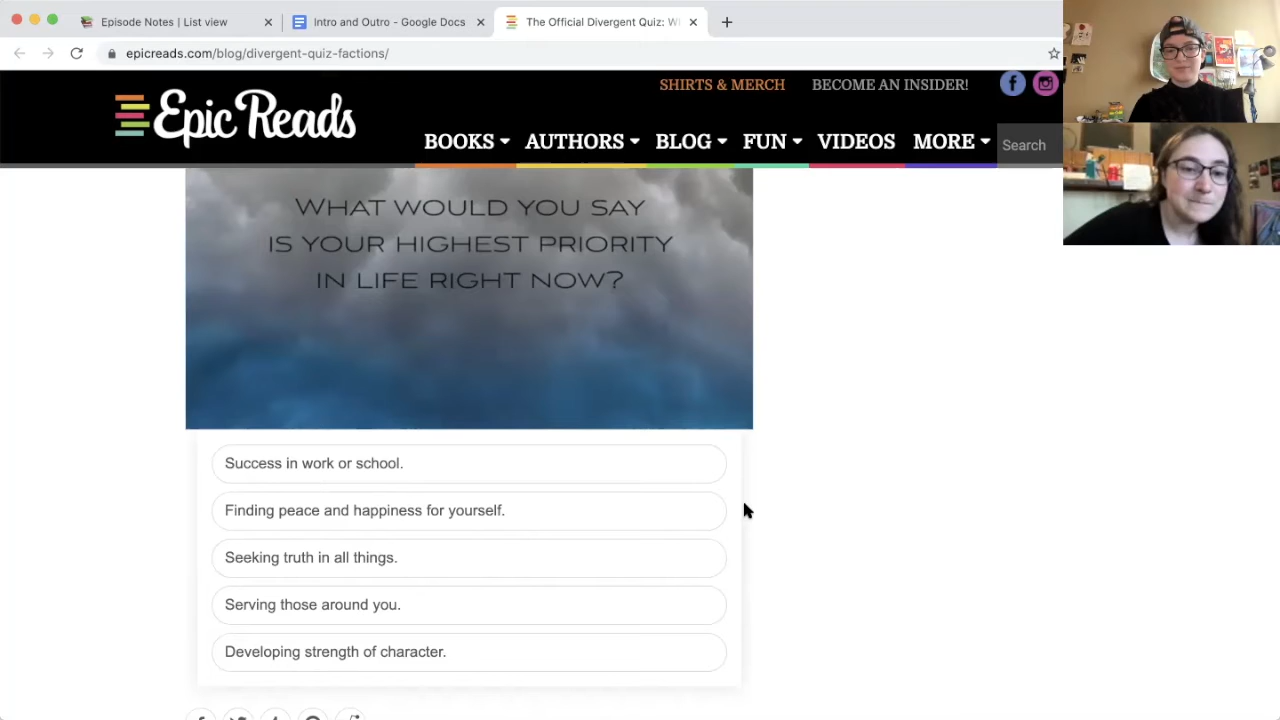 Episode Notes | List view
Intro and Outro - Google Docs
The Official Divergent Quiz: W
epicreads.com/blog/divergent-quiz-factions/
SHIRTS & MERCH
BECOME AN INSIDER!
Epic Reads
BOOKS
AUTHORS
BLOG
FUN
VIDEOS
MORE
Search
WHAT WOULD YOU SAY
IS YOUR HIGHEST PRIORITY
IN LIFE RIGHT NOW?
Success in work or school.
Finding peace and happiness for yourself.
Seeking truth in all things.
Serving those around you.
Developing strength of character.